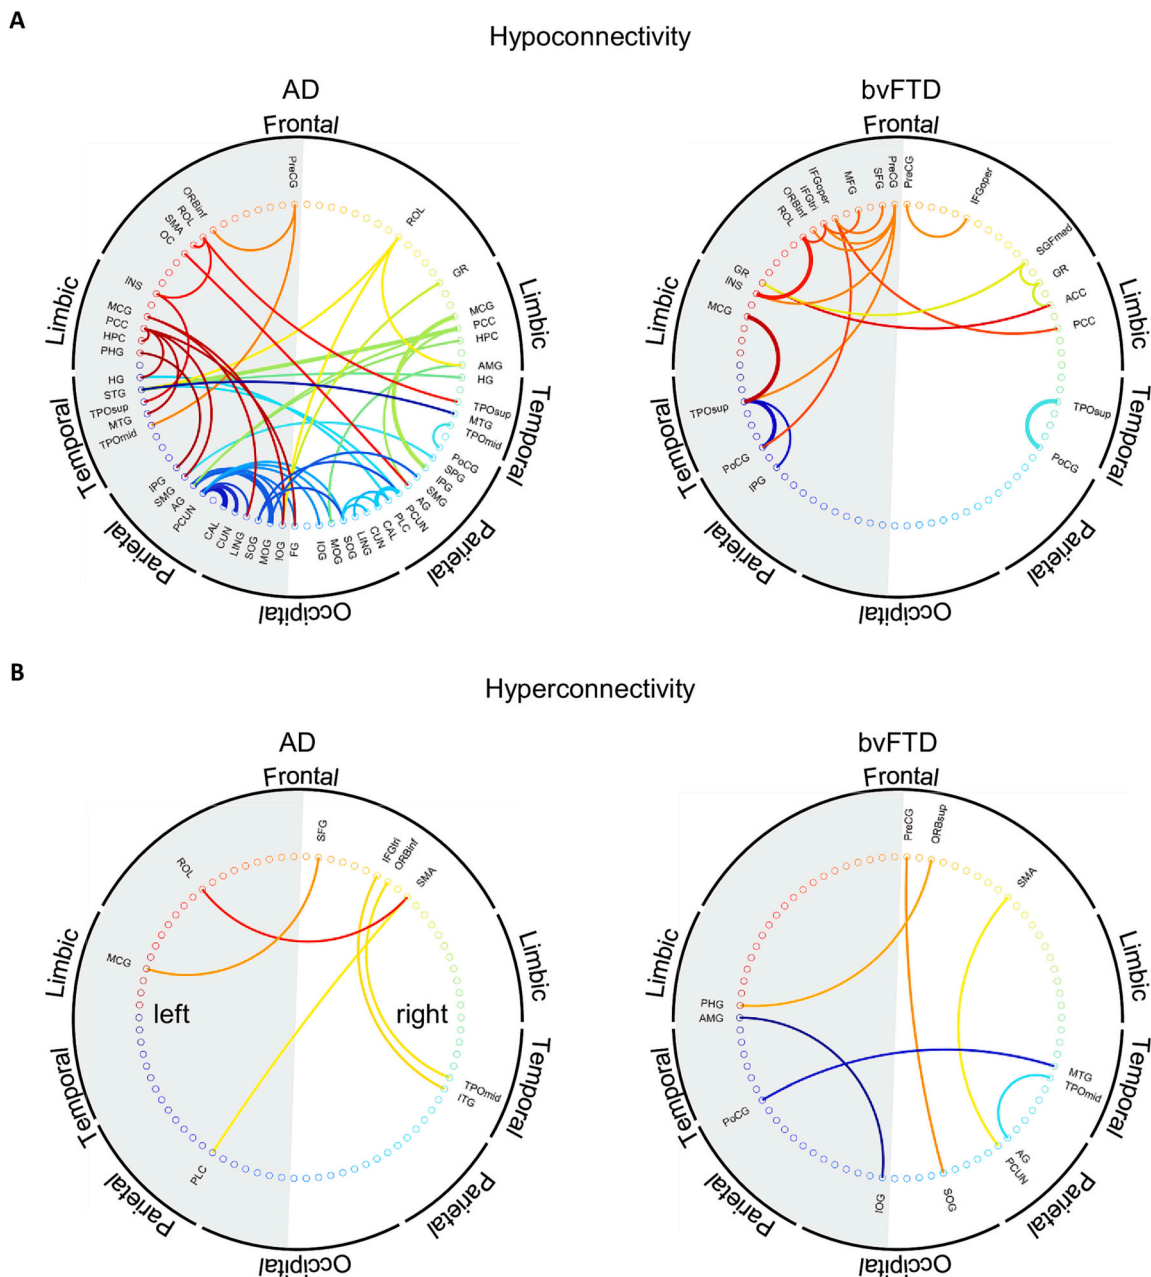 A
Hypoconnectivity
AD
Frontal
PreCG
ORBinf
ROL
SMA
OC
INS
MCG
PCC
HPC
PHG
HG
STG
TPOsup
MTG
TPOmid
IPG
SMG
AG
PCUN
CAL
CUN
LING
SOG
MOG
IOG
FG
IOG
MOG
SOG
LING
CUN
CAL
PLC
PCUN
AG
SMG
IPG
SPG
PoCG
TPOmid
MTG
TPOsup
HG
AMG
HPC
PCC
MCG
GR
ROL
Limbic
Temporal
Parietal
Occipital
Parietal
Temporal
Limbic
bvFTD
Frontal
PreCG
SFG
MFG
IFGoper
IFGtri
ORBinf
ROL
GR
INS
MCG
TPOsup
PoCG
IPG
PoCG
TPOsup
PCC
ACC
GR
SGFmed
IFGoper
PreCG
Limbic
Temporal
Parietal
Occipital
Parietal
Temporal
Limbic
B
Hyperconnectivity
AD
Frontal
SFG
IFGtri
ORBinf
SMA
ROL
MCG
left
right
TPOmid
ITG
PLC
Limbic
Temporal
Parietal
Occipital
Parietal
Temporal
Limbic
bvFTD
Frontal
PreCG
ORBsup
SMA
PHG
AMG
MTG
TPOmid
PoCG
AG
PCUN
IOG
SOG
Limbic
Temporal
Parietal
Occipital
Parietal
Temporal
Limbic